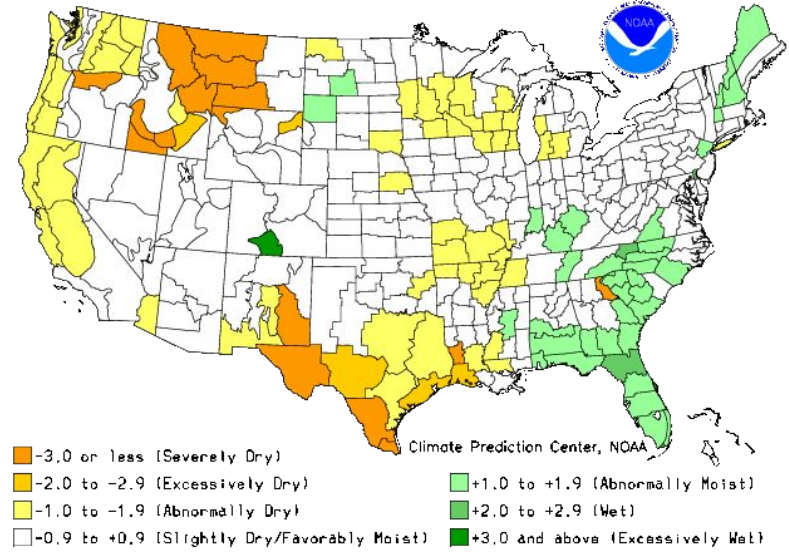 NOAA
Climate Prediction Center, NOAA
-3.0 or less (Severely Dry)
-2.0 to -2.9 (Excessively Dry)
-1.0 to -1.9 (Abnormally Dry)
-0.9 to +0.9 (Slightly Dry/Favorably Moist)
+1.0 to +1.9 (Abnormally Moist)
+2.0 to +2.9 (Wet)
+3.0 and above (Excessively Wet)